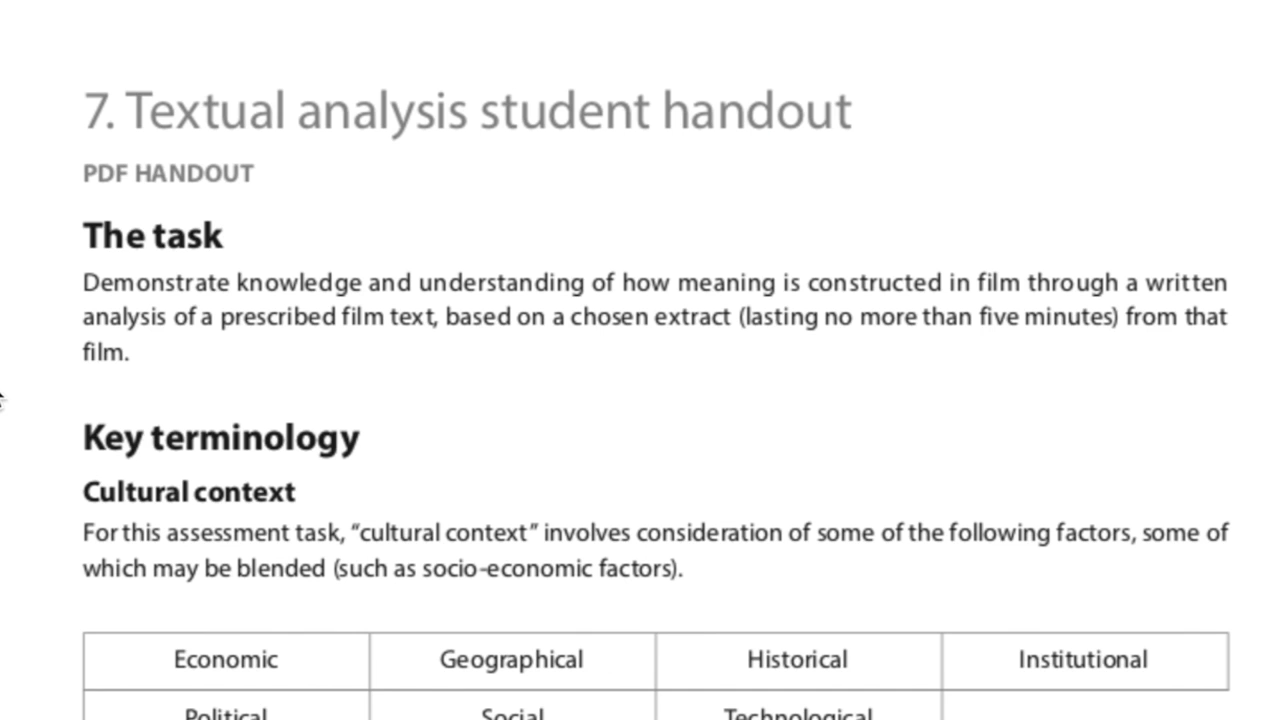 7. Textual analysis student handout
PDF HANDOUT
The task
Demonstrate knowledge and understanding of how meaning is constructed in film through a written
analysis of a prescribed film text, based on a chosen extract (lasting no more than five minutes) from that
film.
Key terminology
Cultural context
For this assessment task, “cultural context” involves consideration of some of the following factors, some of
which may be blended (such as socio-economic factors).
Economic Geographical Historical Institutional
Political Social Technological